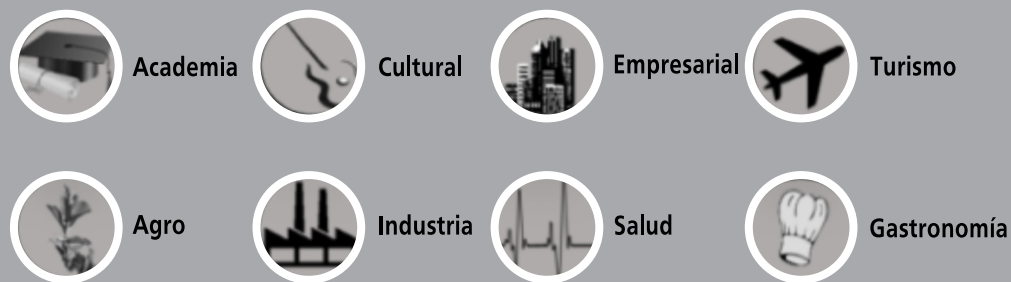 Academia
Cultural
Empresarial
Turismo
Agro
Industria
Salud
Gastronomía